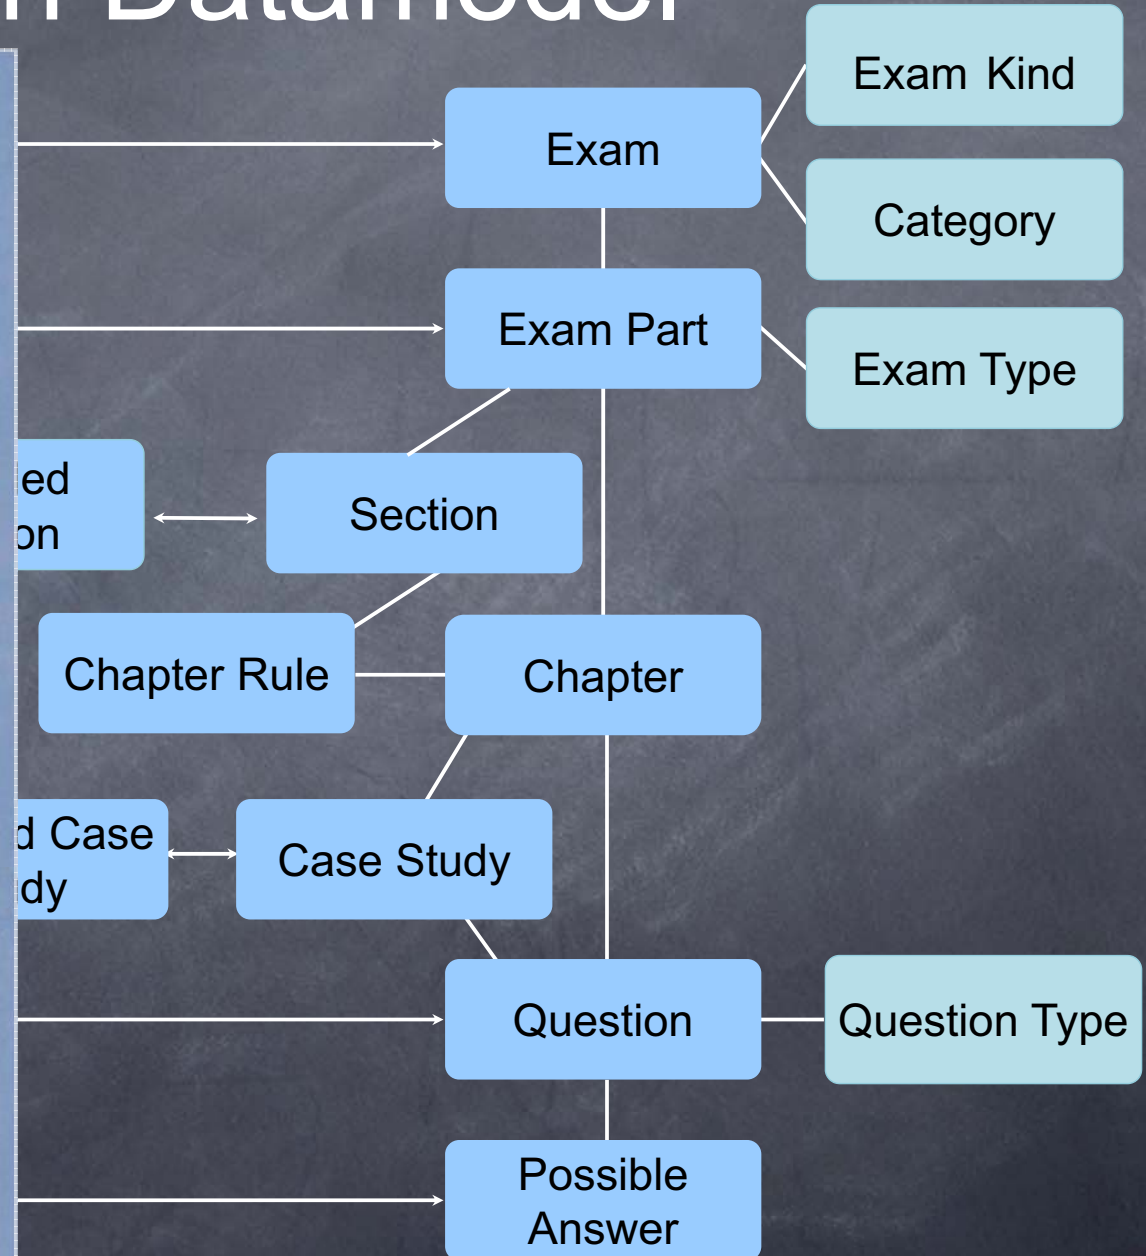 Datamodel
Exam Kind
Exam
Category
Exam Part
Exam Type
ed
on
Section
Chapter Rule
Chapter
d Case
dy
Case Study
Question
Question Type
Possible
Answer